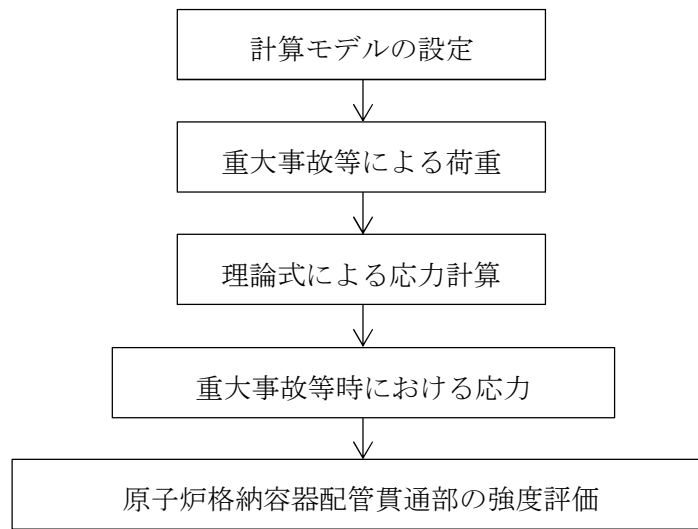 計算モデルの設定
重大事故等による荷重
理論式による応力計算
重大事故等時における応力
原子炉格納容器配管貫通部の強度評価